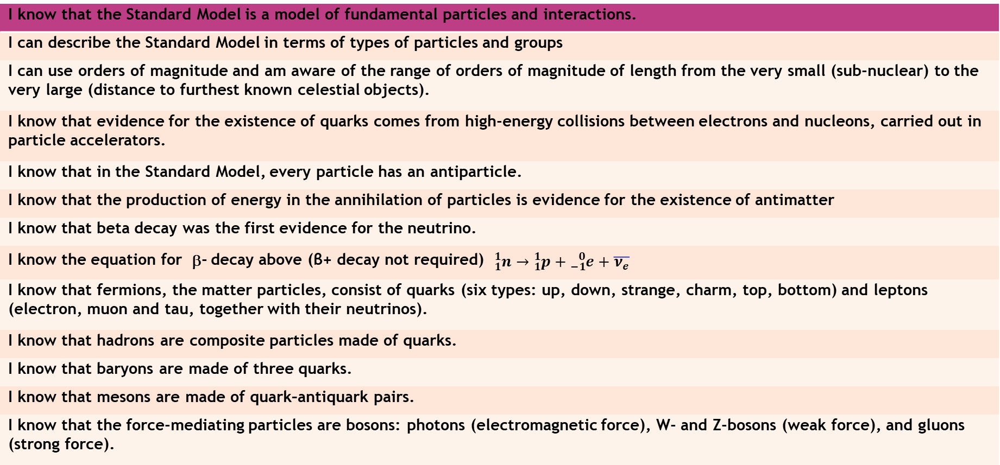 I know that the Standard Model is a model of fundamental particles and interactions.
I can describe the Standard Model in terms of types of particles and groups
I can use orders of magnitude and am aware of the range of orders of magnitude of length from the very small (sub-nuclear) to the
very large (distance to furthest known celestial objects).
I know that evidence for the existence of quarks comes from high-energy collisions between electrons and nucleons, carried out in
particle accelerators.
I know that in the Standard Model, every particle has an antiparticle.
I know that the production of energy in the annihilation of particles is evidence for the existence of antimatter
I know that beta decay was the first evidence for the neutrino.
I know the equation for β- decay above (β+ decay not required) ¹₁n → ¹₁p + ⁰₋₁e + ν̅ₑ
I know that fermions, the matter particles, consist of quarks (six types: up, down, strange, charm, top, bottom) and leptons
(electron, muon and tau, together with their neutrinos).
I know that hadrons are composite particles made of quarks.
I know that baryons are made of three quarks.
I know that mesons are made of quark–antiquark pairs.
I know that the force-mediating particles are bosons: photons (electromagnetic force), W- and Z-bosons (weak force), and gluons
(strong force).